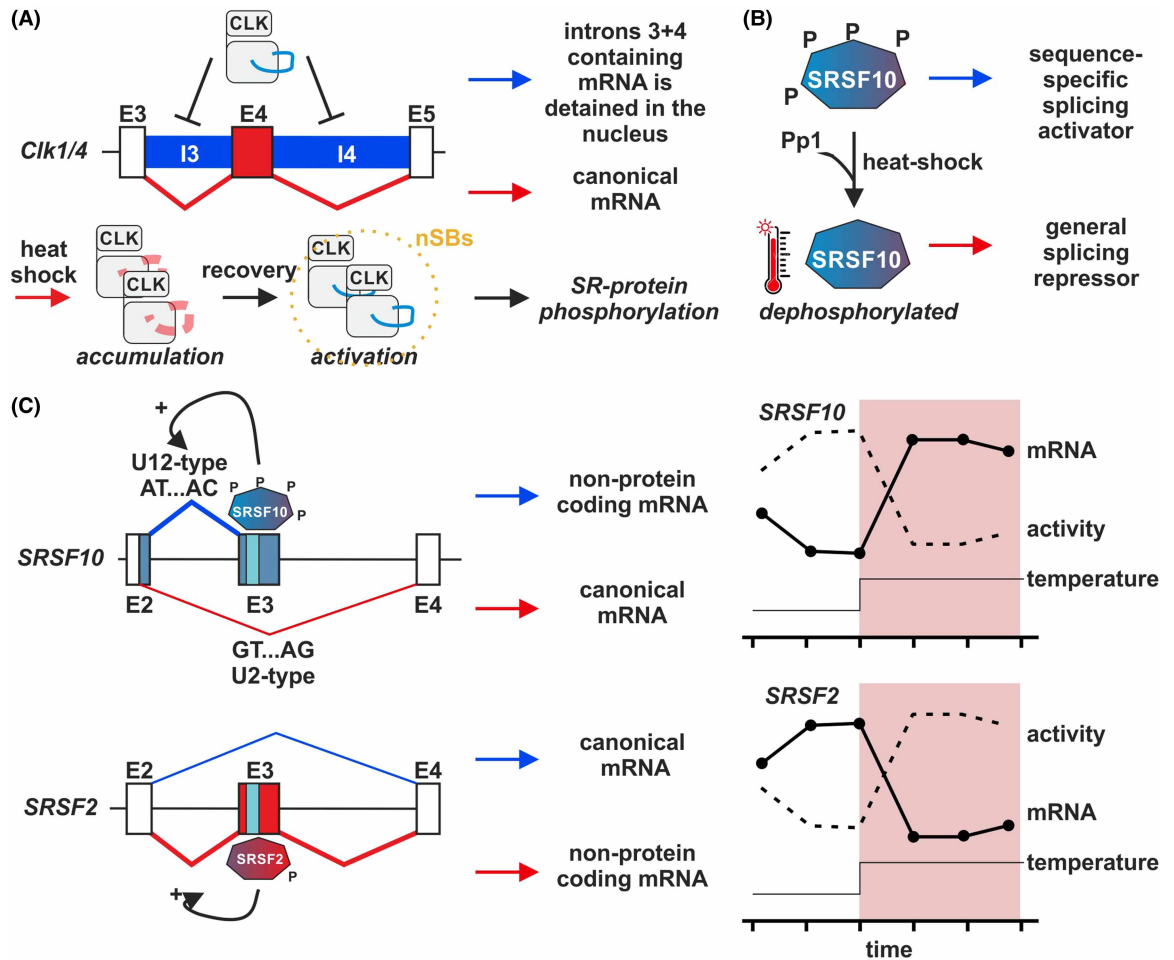 (A)
CLK
E3 E4 E5
Clk1/4
I3 I4
introns 3+4
containing
mRNA is
detained in the
nucleus
canonical
mRNA
heat
shock
CLK
CLK
accumulation
recovery
nSBs
CLK
CLK
activation
SR-protein
phosphorylation
(B)
P P P
P
SRSF10
sequence-
specific
splicing
activator
Pp1
heat-shock
SRSF10
dephosphorylated
general
splicing
repressor
(C)
+
U12-type
AT...AC
P P P
P
SRSF10
SRSF10
E2 E3 E4
GT...AG
U2-type
non-protein
coding mRNA
canonical
mRNA
SRSF10
mRNA
activity
temperature
E2 E3 E4
SRSF2
SRSF2
P
+
canonical
mRNA
non-protein
coding mRNA
SRSF2
activity
mRNA
temperature
time